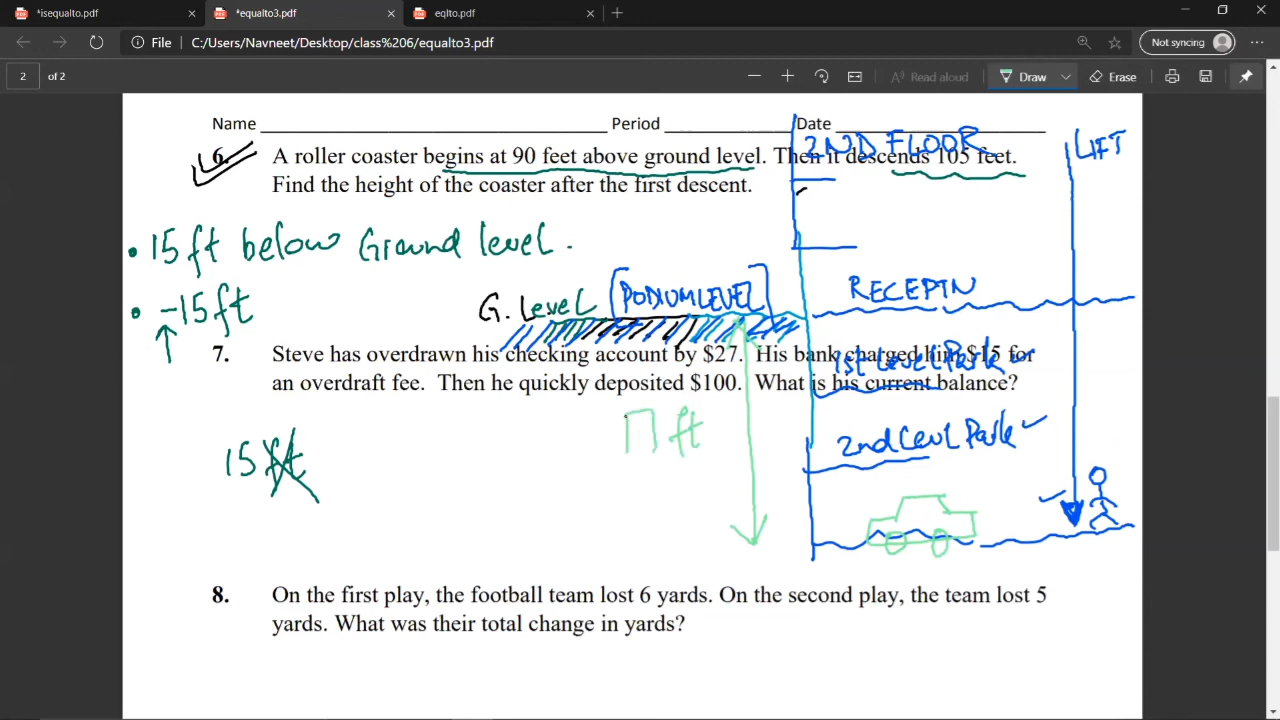 *isequalto.pdf
*equalto3.pdf
eqlto.pdf
File C:/Users/Navneet/Desktop/class%206/equalto3.pdf
Not syncing
2 of 2
Read aloud
Draw
Erase
Name Period Date
2ND FLOOR
LIFT
6. A roller coaster begins at 90 feet above ground level. Then it descends 105 feet.
Find the height of the coaster after the first descent.
• 15 ft below Ground level.
RECEPTN
• -15 ft
G. Level [PODIUM LEVEL]
7. Steve has overdrawn his checking account by $27. His bank charged him $15 for
1st Level Park
an overdraft fee. Then he quickly deposited $100. What is his current balance?
ft
2nd Levl Park
15 ft
8. On the first play, the football team lost 6 yards. On the second play, the team lost 5
yards. What was their total change in yards?